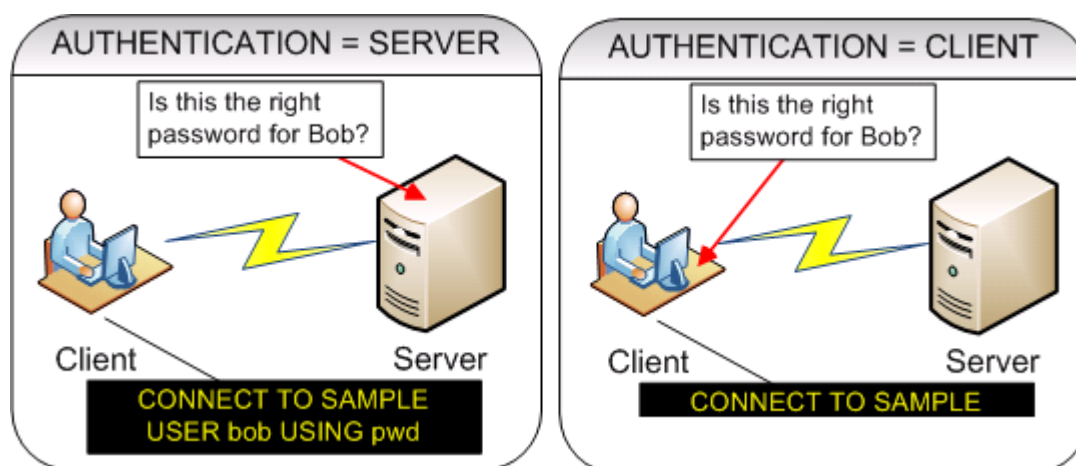 AUTHENTICATION = SERVER
Is this the right
password for Bob?
Client
Server
CONNECT TO SAMPLE
USER bob USING pwd
AUTHENTICATION = CLIENT
Is this the right
password for Bob?
Client
Server
CONNECT TO SAMPLE